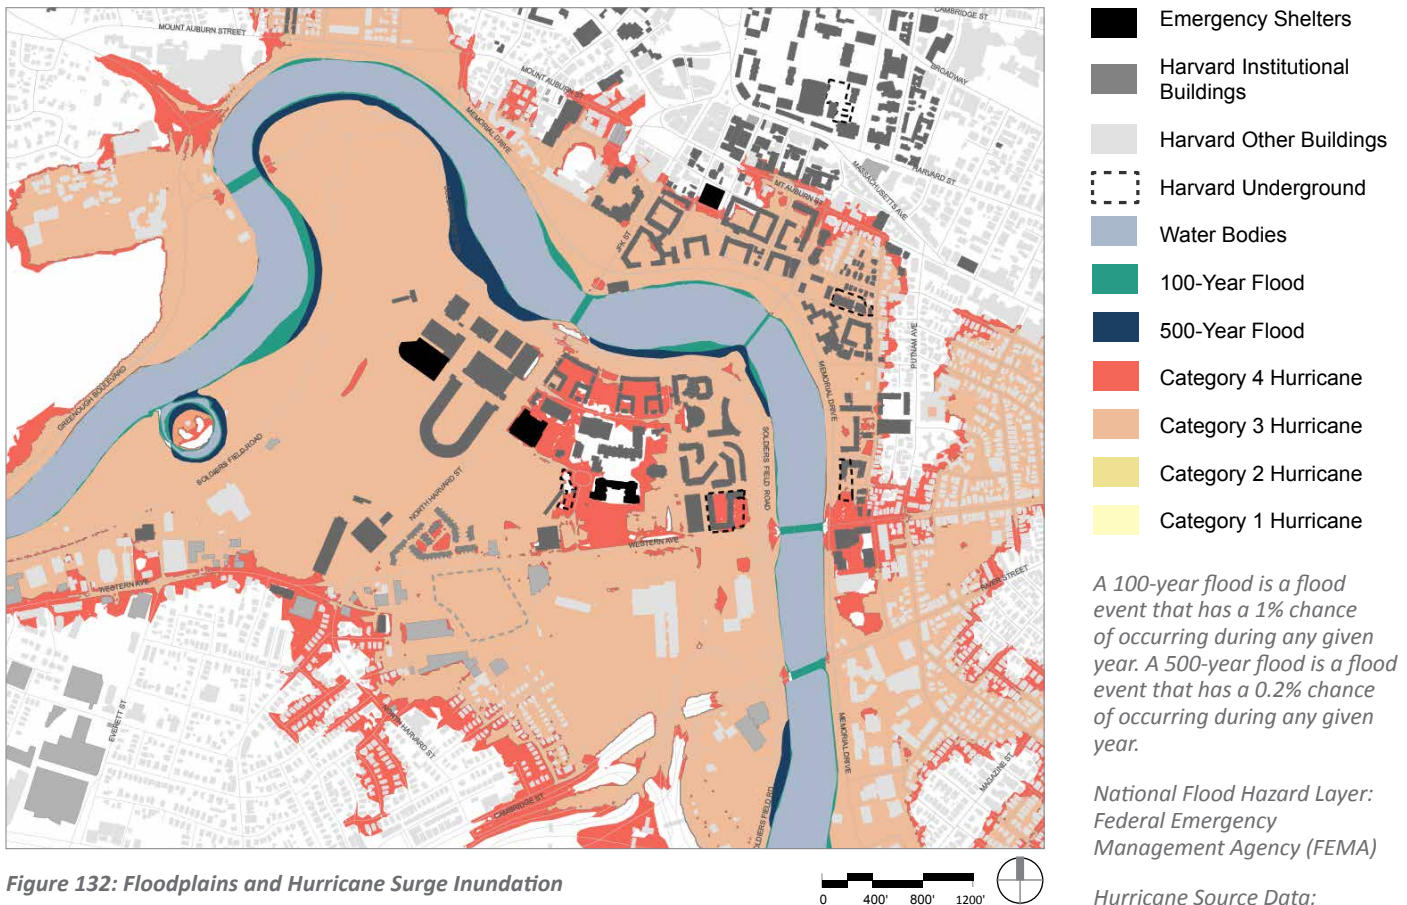 MOUNT AUBURN STREET
CAMBRIDGE ST
BROADWAY
MOUNT AUBURN ST
MEMORIAL DRIVE
MASSACHUSETTS AVE
HARVARD ST
MT AUBURN ST
JFK ST
PUTNAM AVE
GREENOUGH BOULEVARD
MEMORIAL DRIVE
SOLDIERS FIELD ROAD
SOLDIERS FIELD ROAD
NORTH HARVARD ST
WESTERN AVE
WESTERN AVE
RIVER STREET
EVERETT ST
NORTH HARVARD ST
MEMORIAL DRIVE
MAGAZINE ST
CAMBRIDGE ST
OLDIERS FIELD RD
Emergency Shelters
Harvard Institutional
Buildings
Harvard Other Buildings
Harvard Underground
Water Bodies
100-Year Flood
500-Year Flood
Category 4 Hurricane
Category 3 Hurricane
Category 2 Hurricane
Category 1 Hurricane
A 100-year flood is a flood
event that has a 1% chance
of occurring during any given
year. A 500-year flood is a flood
event that has a 0.2% chance
of occurring during any given
year.
National Flood Hazard Layer:
Federal Emergency
Management Agency (FEMA)
Hurricane Source Data:
Figure 132: Floodplains and Hurricane Surge Inundation
0 400' 800' 1200'